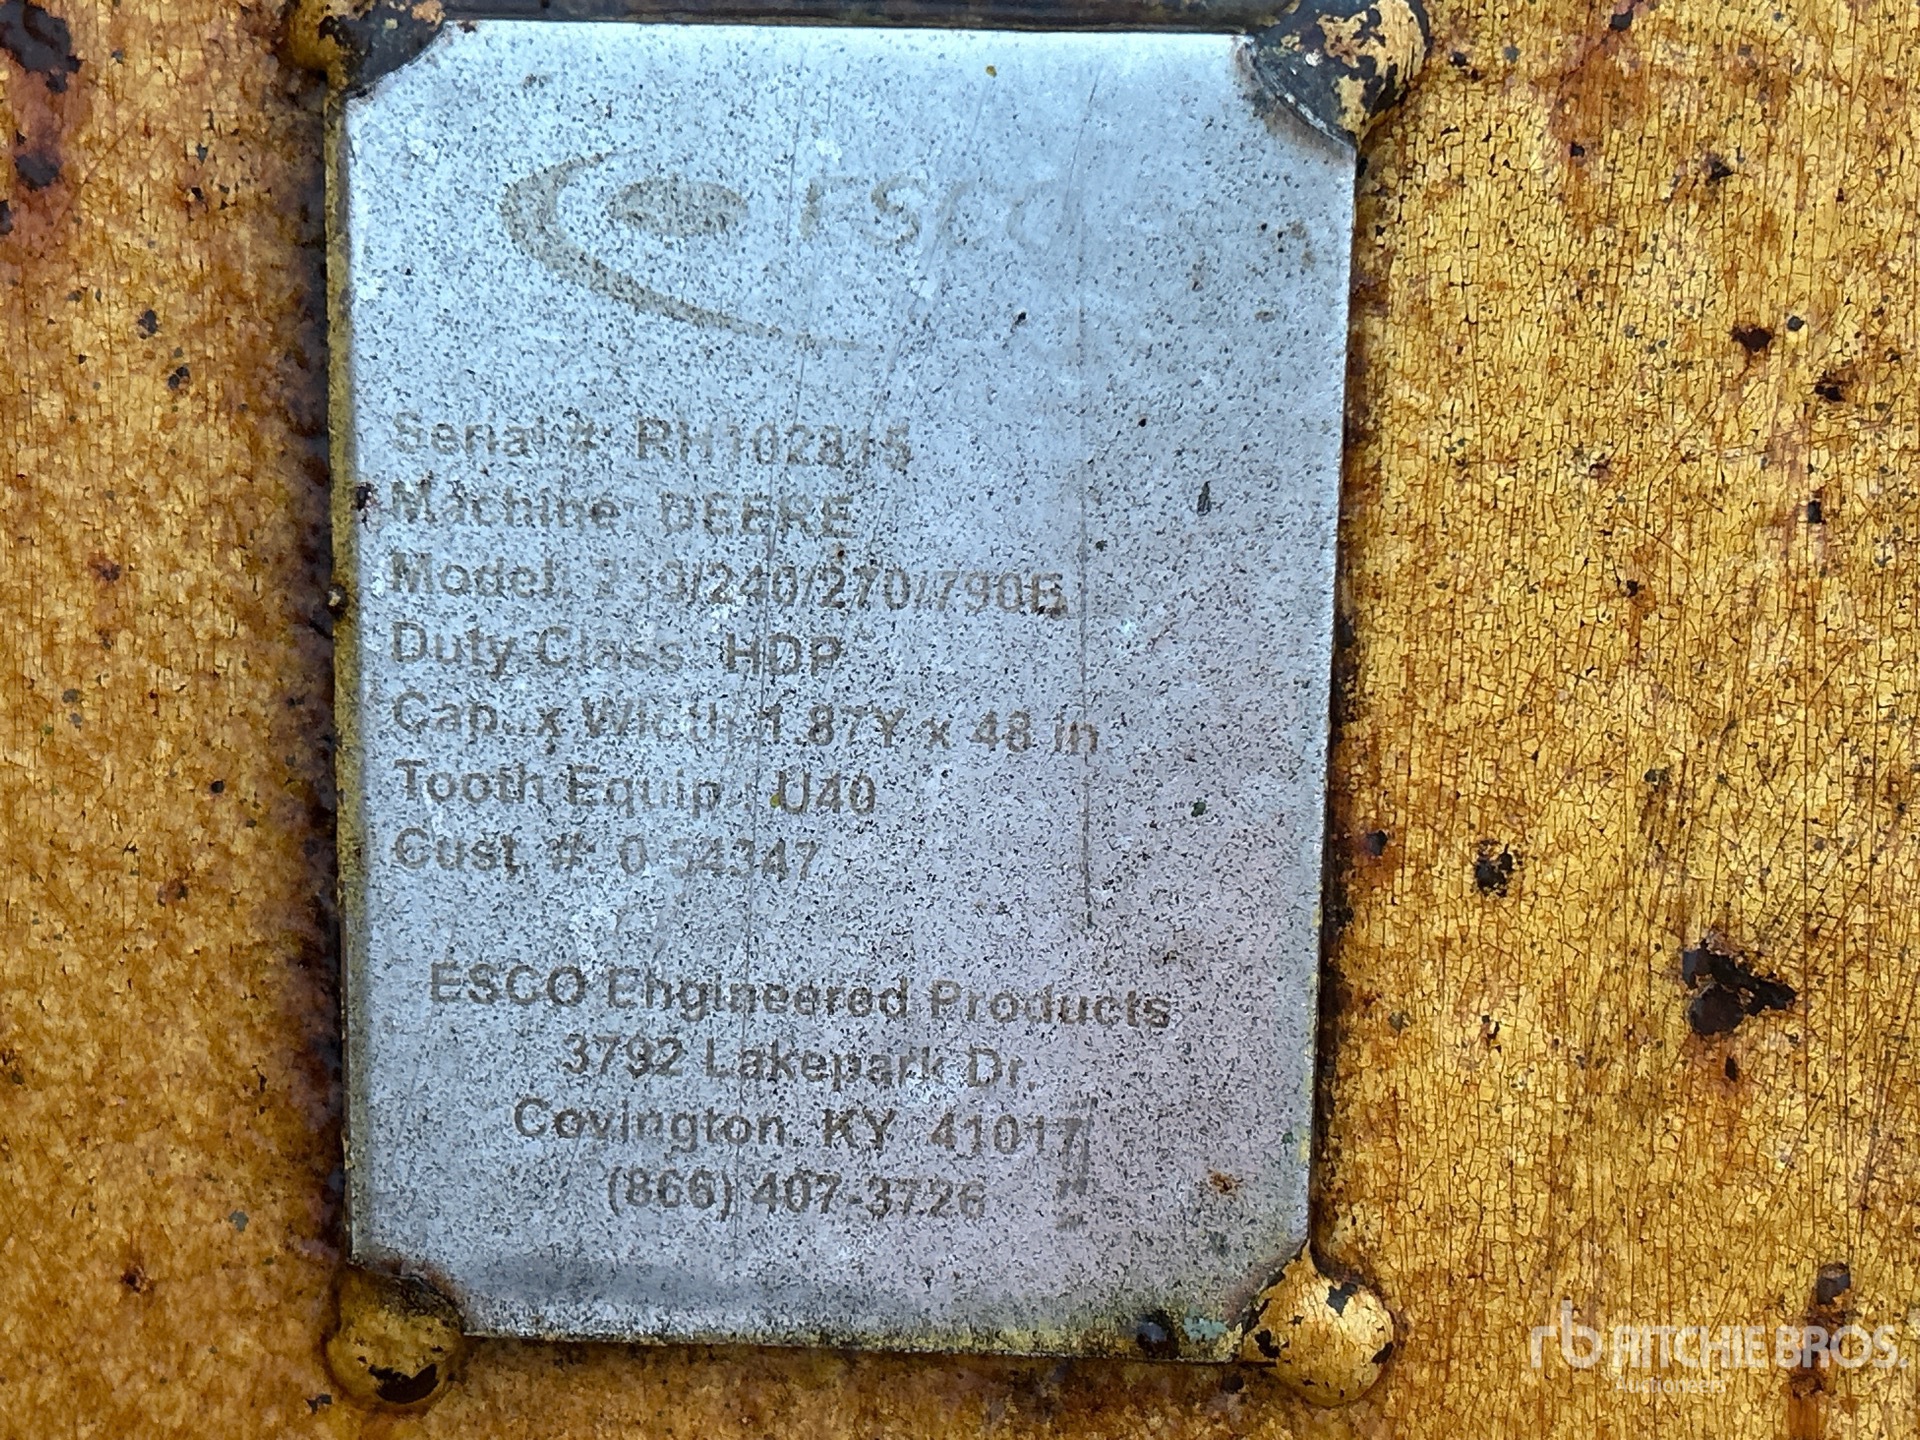 ESCO
Serial #: RH102815
Machine: DEERE
Model: 230/240/270/790E
Duty Class: HDP
Cap. x Width: 1.87Y x 48 in
Tooth Equip.: U40
Cust. #:
ESCO Engineered Products
3792 Lakepark Dr.
Covington, KY 41017
(866) 407-3726
rb RITCHIE BROS.
Auctioneers